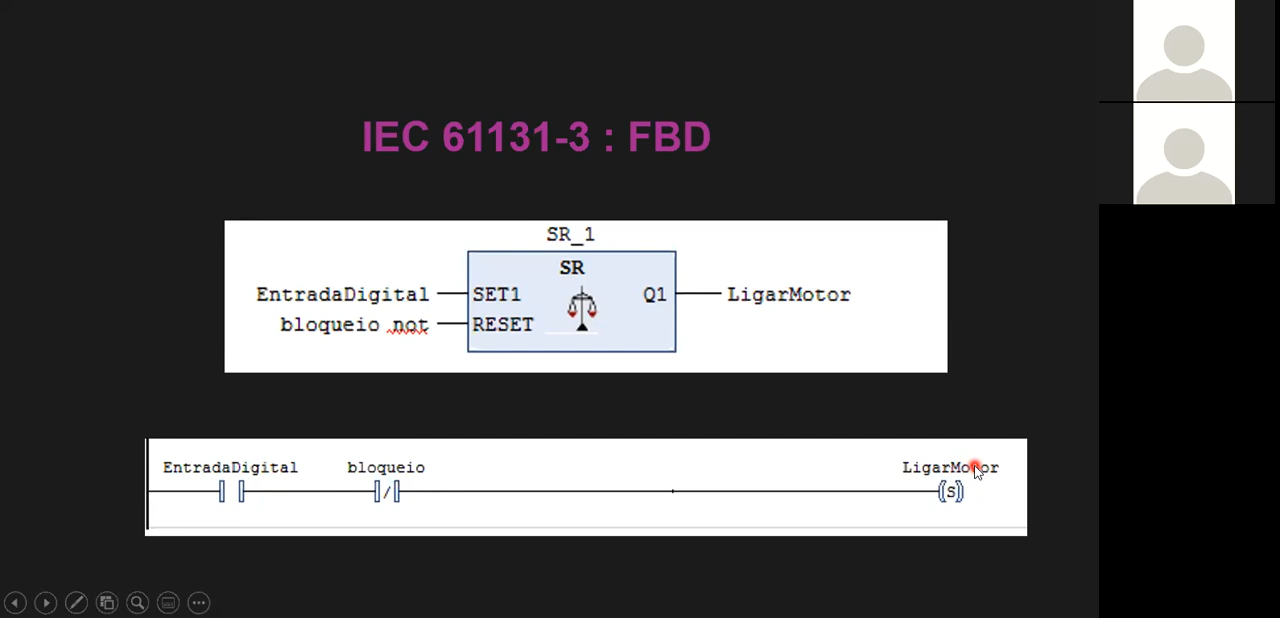 IEC 61131-3 : FBD
SR_1
SR
EntradaDigital SET1 Q1 LigarMotor
bloqueio not RESET
EntradaDigital bloqueio LigarMotor
/ S